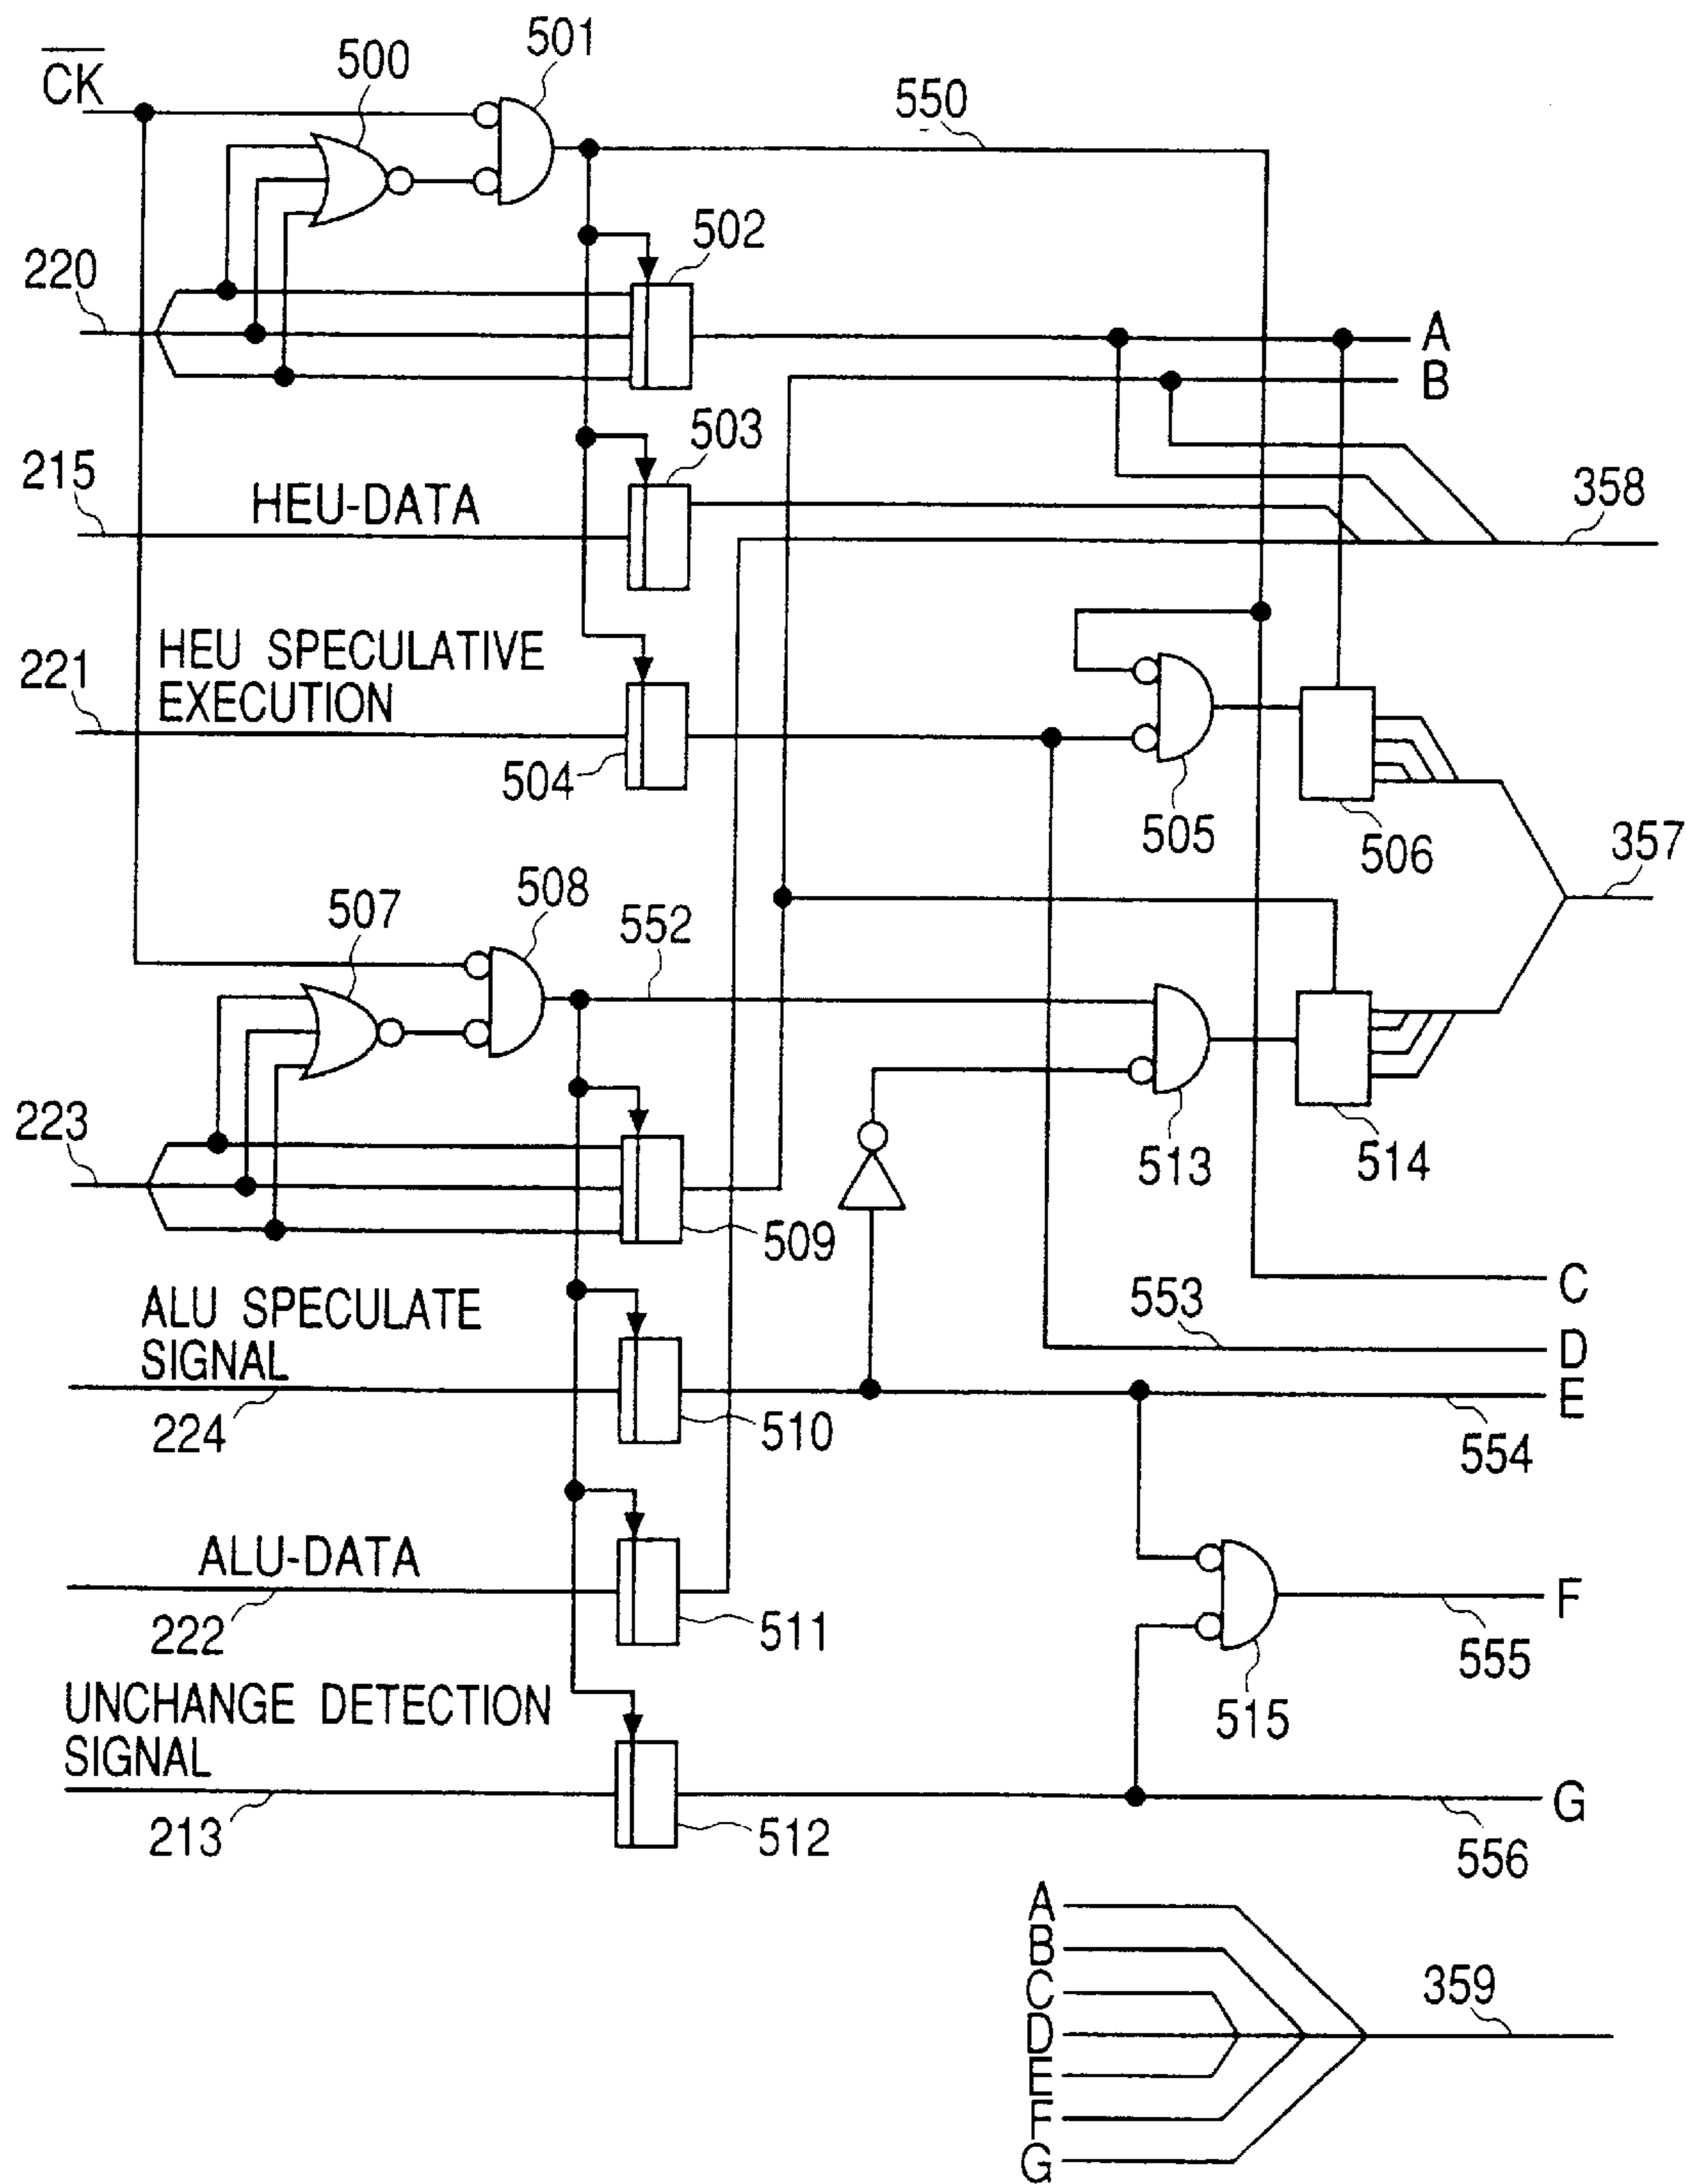 CK
500
501
550
502
220
A
B
503
215
HEU-DATA
358
HEU SPECULATIVE
EXECUTION
221
504
505
506
357
507
508
552
223
513
514
509
ALU SPECULATE
SIGNAL
C
553
D
E
224
510
554
ALU-DATA
F
222
511
555
UNCHANGE DETECTION
SIGNAL
515
G
213
512
556
A
B
C
D
E
F
G
359